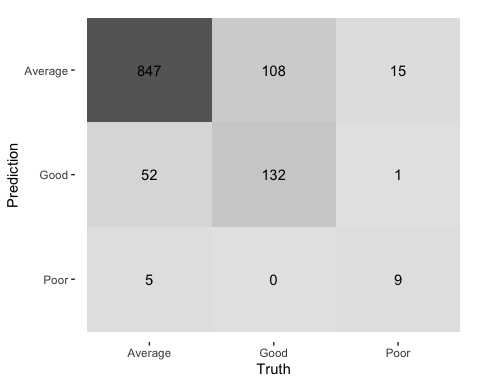 Average 847 108 15
Good 52 132 1
Poor 5 0 9
Average Good Poor
Truth
Prediction